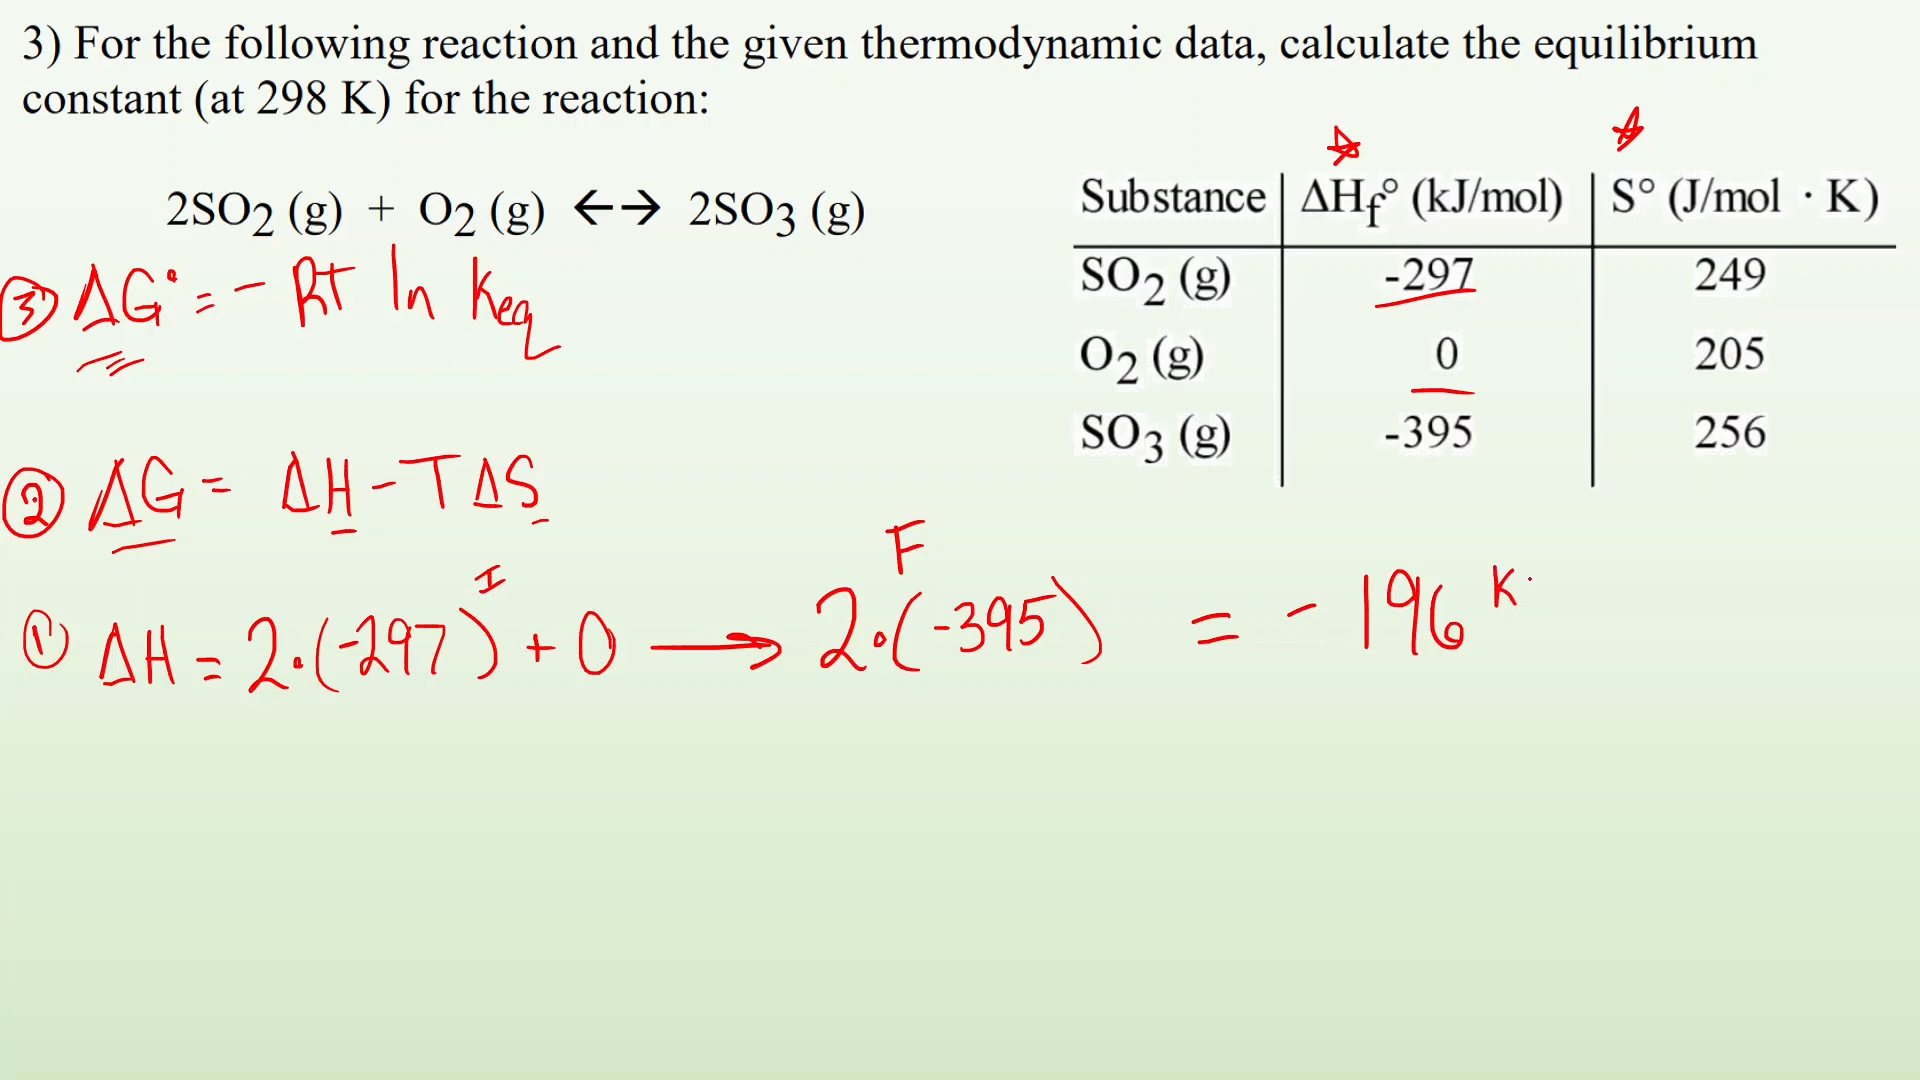 3) For the following reaction and the given thermodynamic data, calculate the equilibrium
constant (at 298 K) for the reaction:
2SO2 (g) + O2 (g) ←→ 2SO3 (g)
Substance ΔHf° (kJ/mol) S° (J/mol · K)
SO2 (g) -297 249
O2 (g) 0 205
SO3 (g) -395 256
③ ΔG° = - RT ln Keq
② ΔG = ΔH - TΔS
I F
① ΔH = 2·(-297) + 0 → 2·(-395) = -196 K